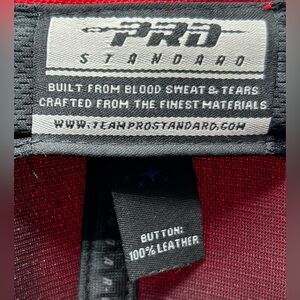 PRO
STANDARD
BUILT FROM BLOOD SWEAT & TEARS
CRAFTED FROM THE FINEST MATERIALS
WWW.TEAMPROSTANDARD.COM
BUTTON:
100% LEATHER